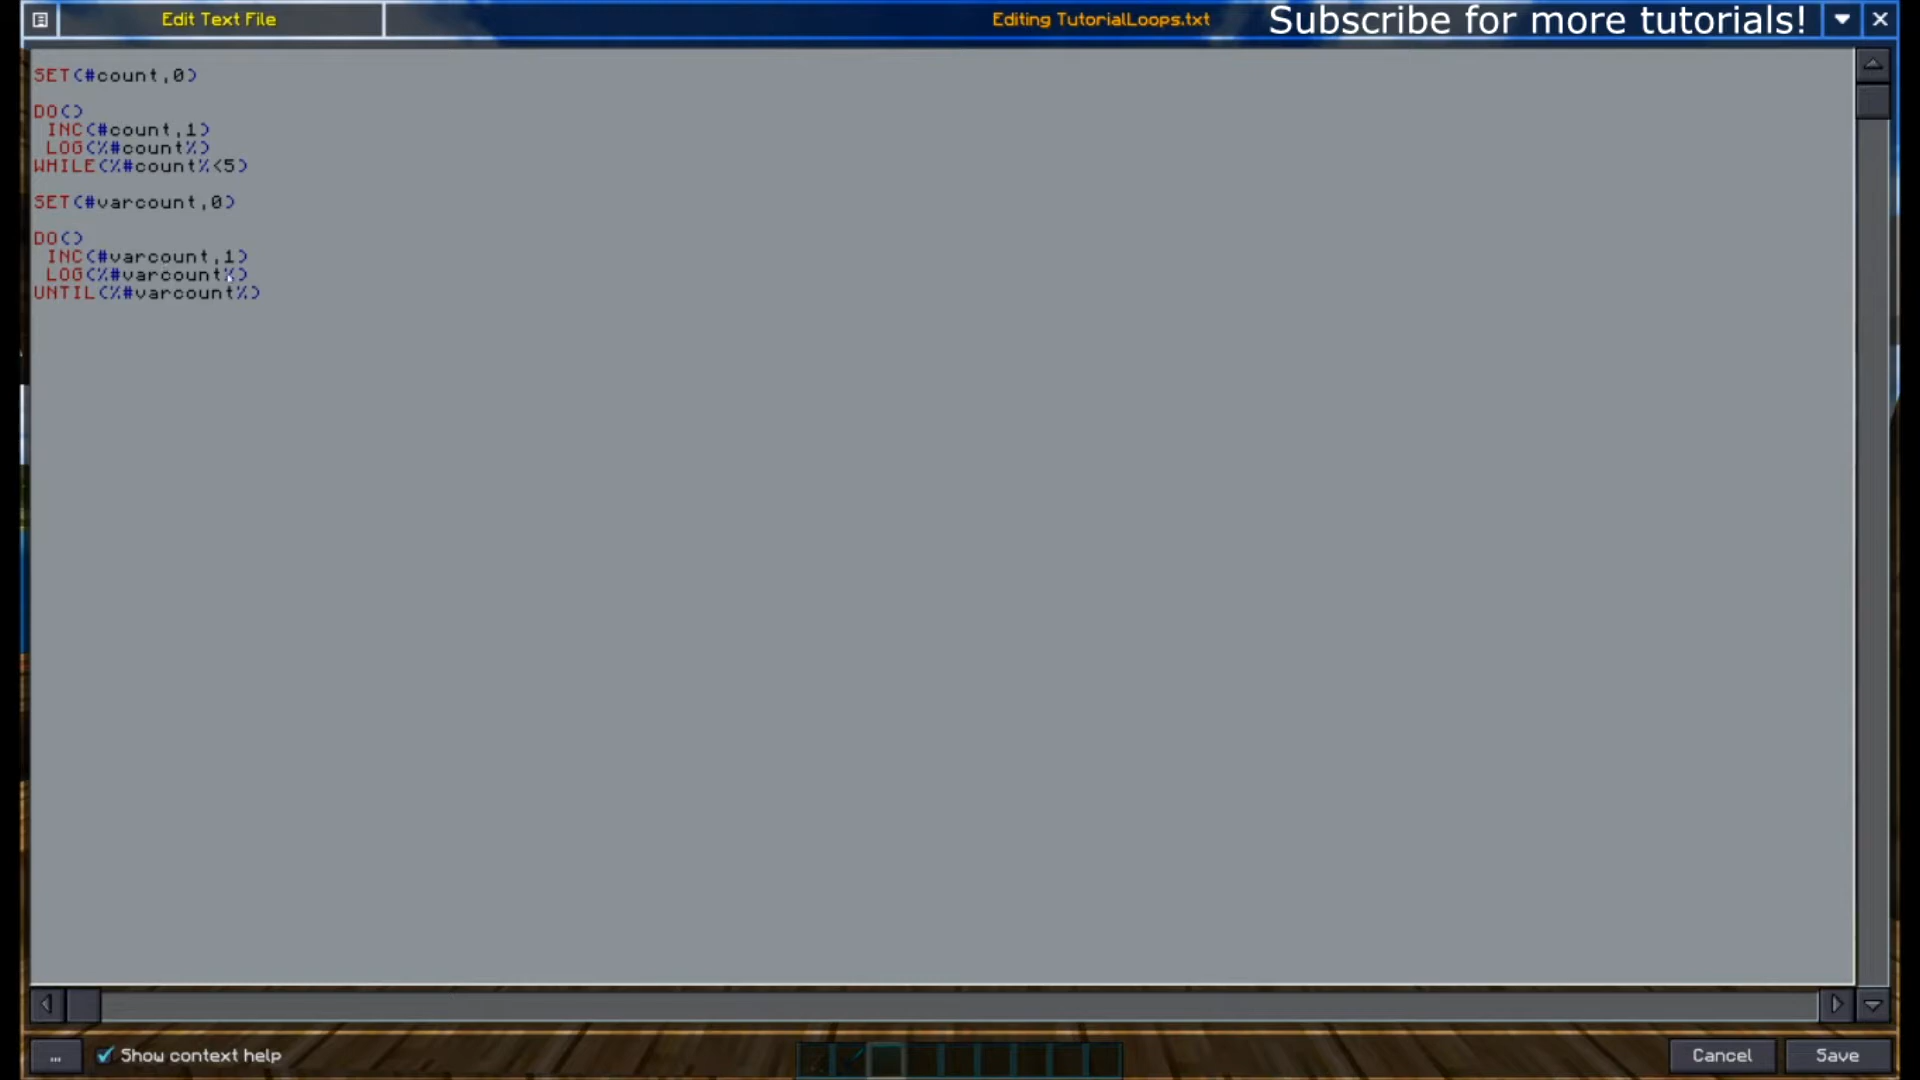 Edit Text File
Editing TutorialLoops.txt
Subscribe for more tutorials!
SET(#count,0)
DO()
INC(#count,1)
LOG(%#count%)
WHILE(%#count%<5)
SET(#varcount,0)
DO()
INC(#varcount,1)
LOG(%#varcount%)
UNTIL(%#varcount%)
...
Show context help
Cancel
Save